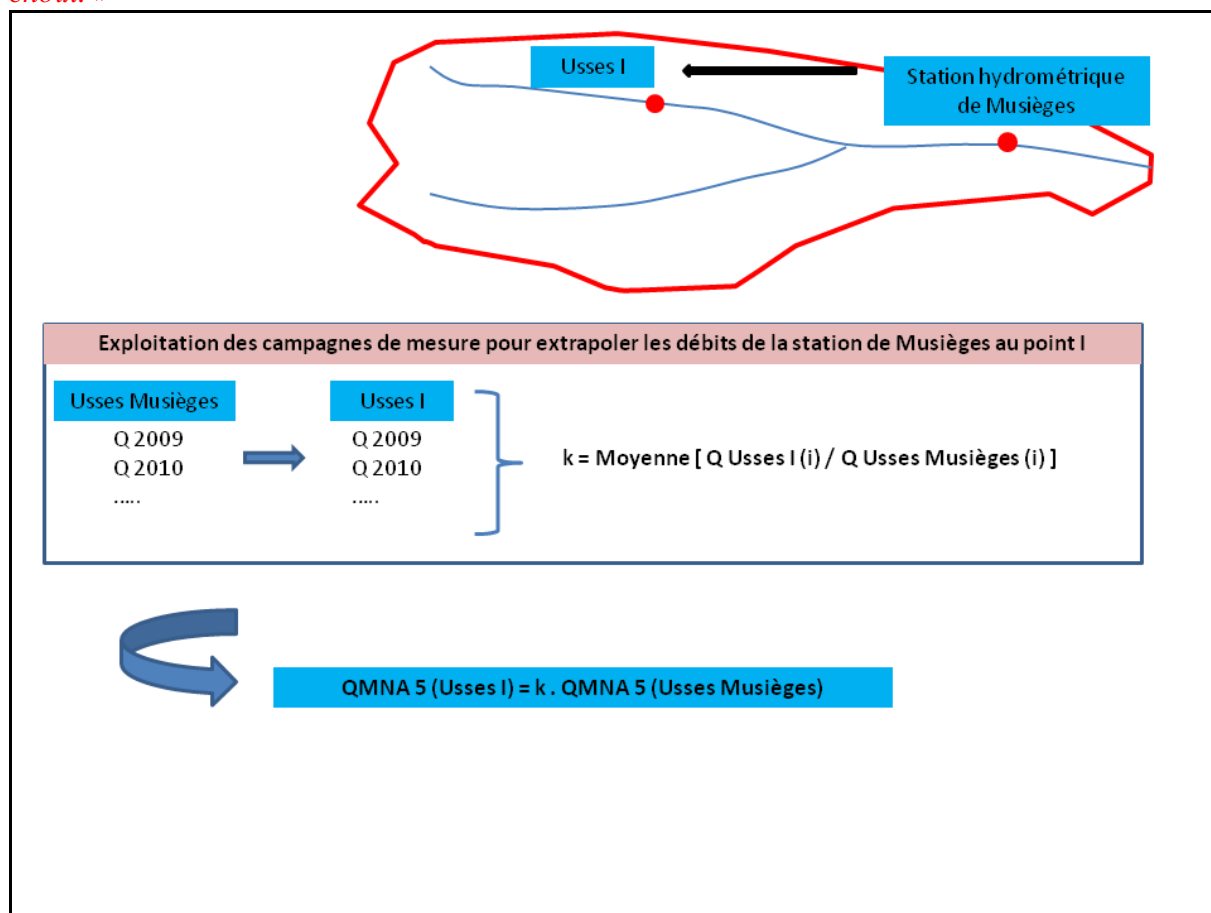 Usses I
Station hydrométrique
de Musièges
Exploitation des campagnes de mesure pour extrapoler les débits de la station de Musièges au point I
Usses Musièges
Usses I
Q 2009
Q 2009
Q 2010
Q 2010
.....
.....
k = Moyenne [ Q Usses I (i) / Q Usses Musièges (i) ]
QMNA 5 (Usses I) = k . QMNA 5 (Usses Musièges)